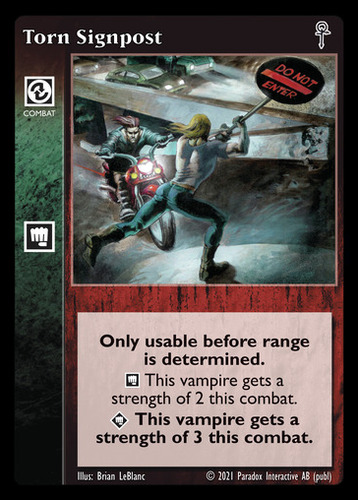 Torn Signpost
COMBAT
DO NOT
ENTER
Only usable before range
is determined.
This vampire gets a
strength of 2 this combat.
This vampire gets a
strength of 3 this combat.
Illus: Brian LeBlanc
© 2021 Paradox Interactive AB (publ)